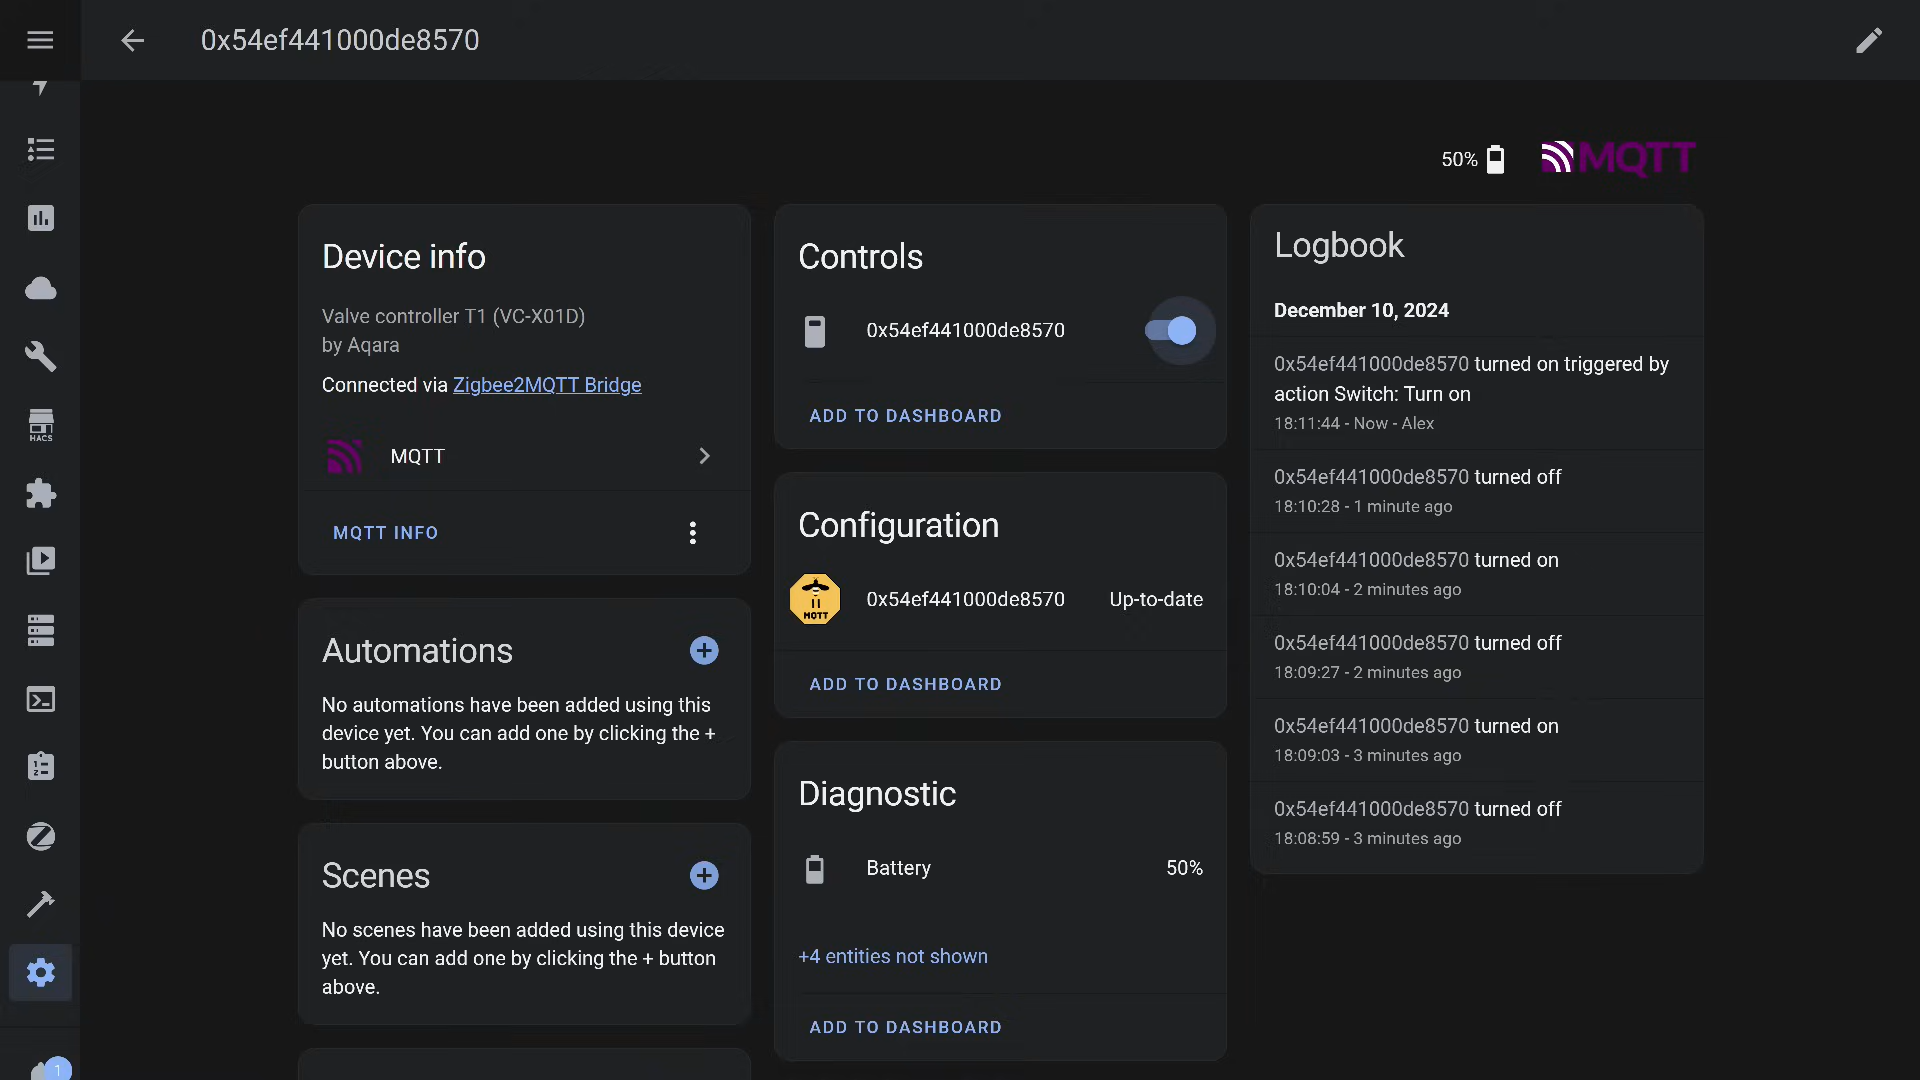 0x54ef441000de8570
50%
MQTT
Device info
Valve controller T1 (VC-X01D)
by Aqara
Connected via Zigbee2MQTT Bridge
MQTT
MQTT INFO
Automations
No automations have been added using this
device yet. You can add one by clicking the +
button above.
Scenes
No scenes have been added using this device
yet. You can add one by clicking the + button
above.
Controls
0x54ef441000de8570
ADD TO DASHBOARD
Configuration
MQTT
0x54ef441000de8570 Up-to-date
ADD TO DASHBOARD
Diagnostic
Battery 50%
+4 entities not shown
ADD TO DASHBOARD
Logbook
December 10, 2024
0x54ef441000de8570 turned on triggered by
action Switch: Turn on
18:11:44 - Now - Alex
0x54ef441000de8570 turned off
18:10:28 - 1 minute ago
0x54ef441000de8570 turned on
18:10:04 - 2 minutes ago
0x54ef441000de8570 turned off
18:09:27 - 2 minutes ago
0x54ef441000de8570 turned on
18:09:03 - 3 minutes ago
0x54ef441000de8570 turned off
18:08:59 - 3 minutes ago
HACS
1